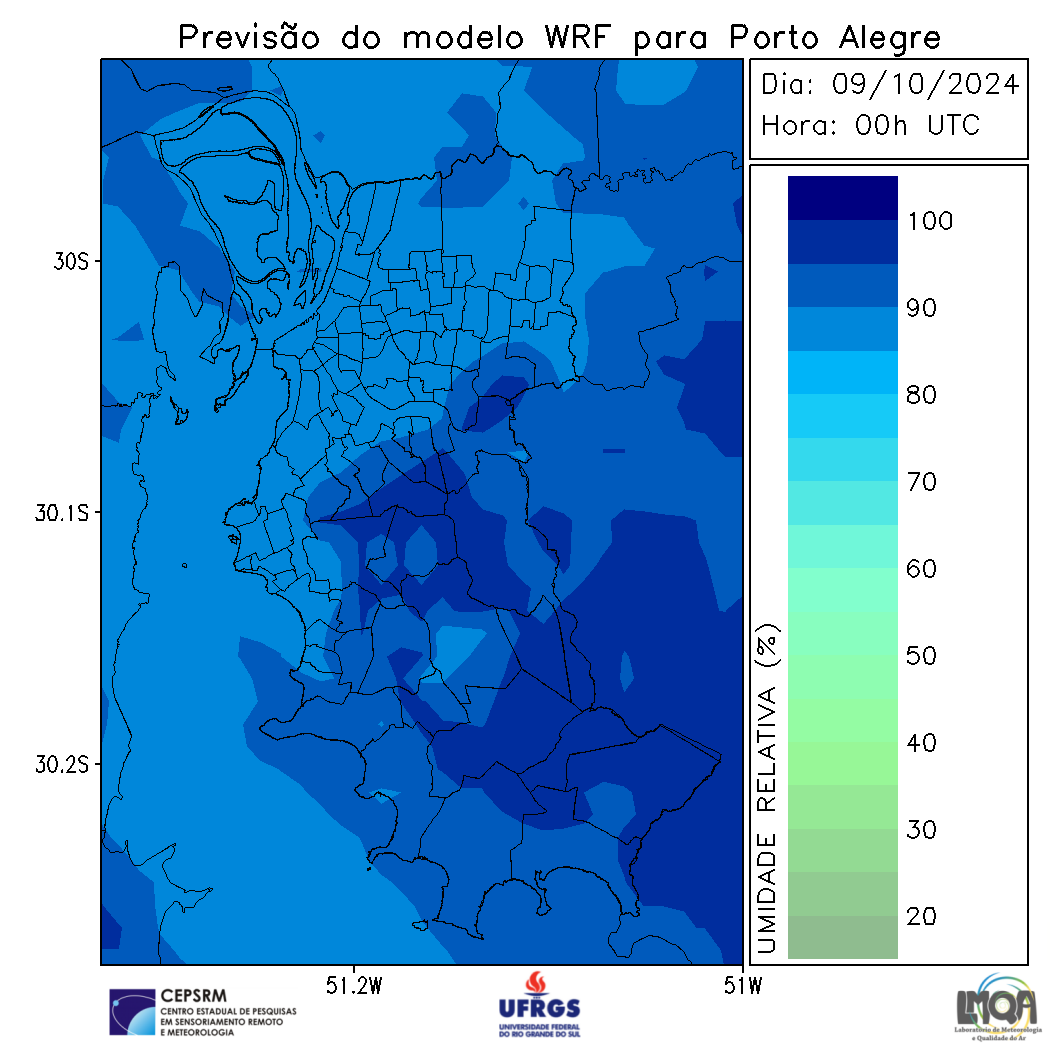 Previsão do modelo WRF para Porto Alegre
Dia: 09/10/2024
Hora: 00h UTC
100
90
80
70
60
50
40
30
20
UMIDADE RELATIVA (%)
30S
30.1S
30.2S
51.2W
51W
CEPSRM
CENTRO ESTADUAL DE PESQUISAS
EM SENSORIAMENTO REMOTO
E METEOROLOGIA
UFRGS
UNIVERSIDADE FEDERAL
DO RIO GRANDE DO SUL
LMQA
Laboratório de Meteorologia
e Qualidade do Ar